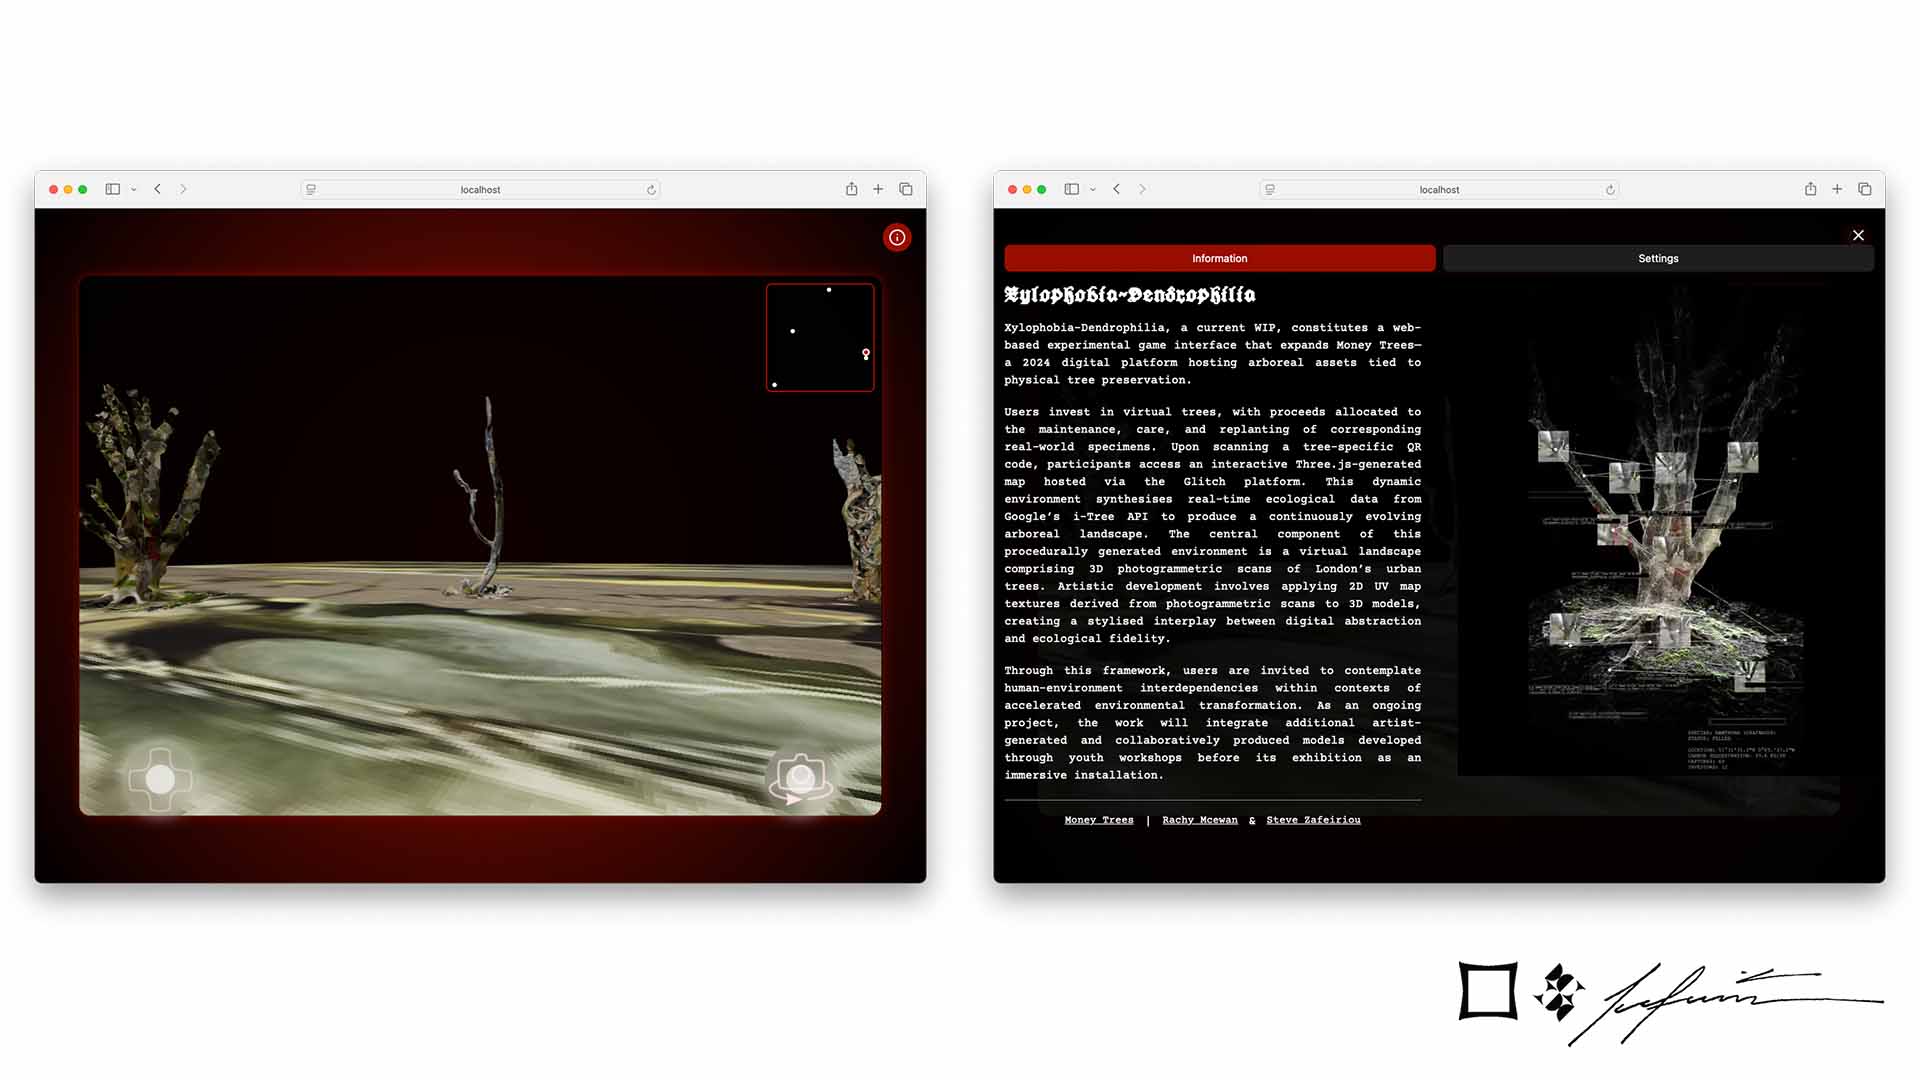 localhost
localhost
Information
Settings
Xylophobia-Dendrophilia
Xylophobia-Dendrophilia, a current WIP, constitutes a web-
based experimental game interface that expands Money Trees—
a 2024 digital platform hosting arboreal assets tied to
physical tree preservation.
Users invest in virtual trees, with proceeds allocated to
the maintenance, care, and replanting of corresponding
real-world specimens. Upon scanning a tree-specific QR
code, participants access an interactive Three.js-generated
map hosted via the Glitch platform. This dynamic
environment synthesises real-time ecological data from
Google’s i-Tree API to produce a continuously evolving
arboreal landscape. The central component of this
procedurally generated environment is a virtual landscape
comprising 3D photogrammetric scans of London’s urban
trees. Artistic development involves applying 2D UV map
textures derived from photogrammetric scans to 3D models,
creating a stylised interplay between digital abstraction
and ecological fidelity.
Through this framework, users are invited to contemplate
human-environment interdependencies within contexts of
accelerated environmental transformation. As an ongoing
project, the work will integrate additional artist-
generated and collaboratively produced models developed
through youth workshops before its exhibition as an
immersive installation.
Money Trees | Rachy Mcewan & Steve Zafeiriou